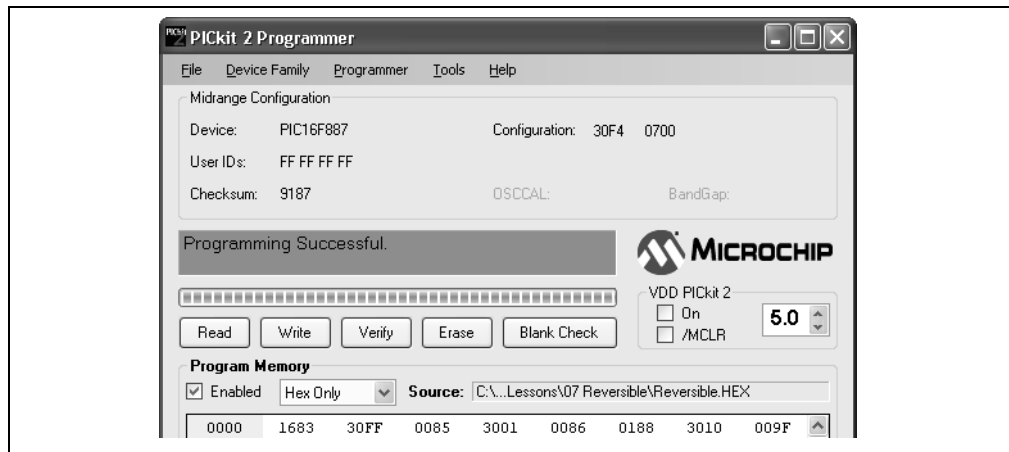 PICkit 2 Programmer
File Device Family Programmer Tools Help
Midrange Configuration
Device: PIC16F887 Configuration: 30F4 0700
User IDs: FF FF FF FF
Checksum: 9187 OSCCAL: BandGap:
Programming Successful.
MICROCHIP
VDD PICkit 2
On
5.0
/MCLR
Read Write Verify Erase Blank Check
Program Memory
Enabled Hex Only Source: C:\...Lessons\07 Reversible\Reversible.HEX
0000 1683 30FF 0085 3001 0086 0188 3010 009F